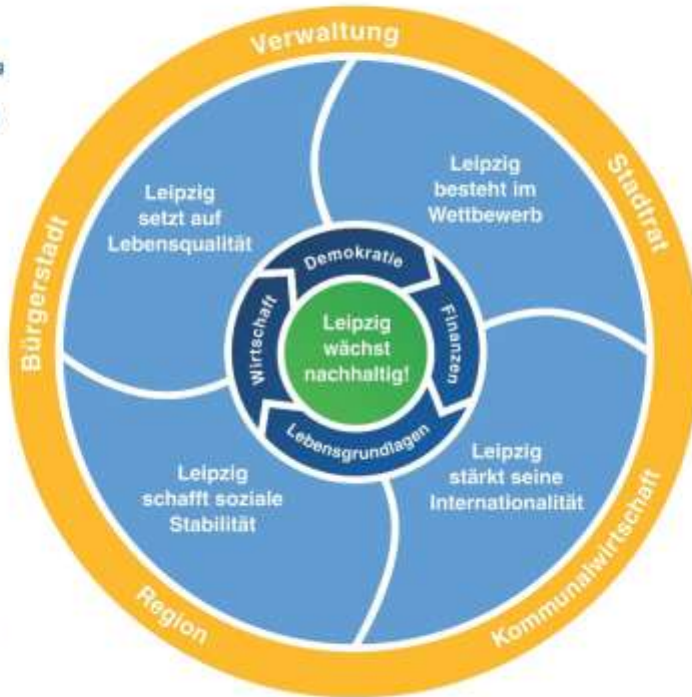 Verwaltung
Stadtrat
Kommunalwirtschaft
Region
Bürgerstadt
Leipzig
setzt auf
Lebensqualität
Leipzig
besteht im
Wettbewerb
Leipzig
schafft soziale
Stabilität
Leipzig
stärkt seine
Internationalität
Demokratie
Finanzen
Lebensgrundlagen
Wirtschaft
Leipzig
wächst
nachhaltig!